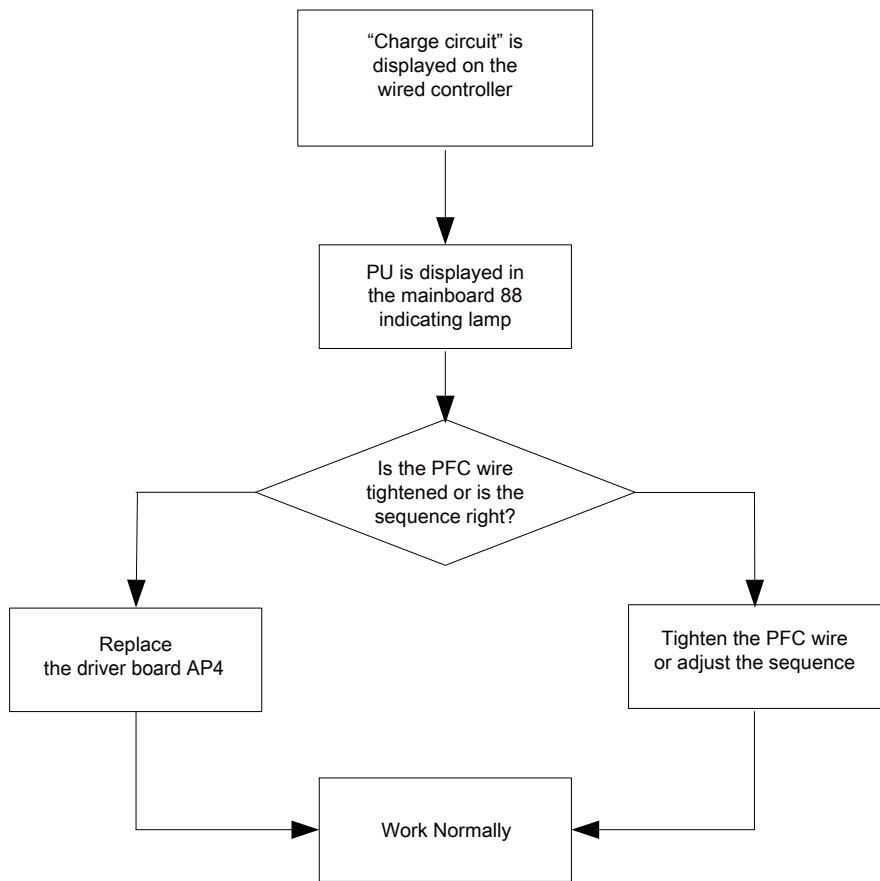 “Charge circuit” is
displayed on the
wired controller
PU is displayed in
the mainboard 88
indicating lamp
Is the PFC wire
tightened or is the
sequence right?
Replace
the driver board AP4
Tighten the PFC wire
or adjust the sequence
Work Normally